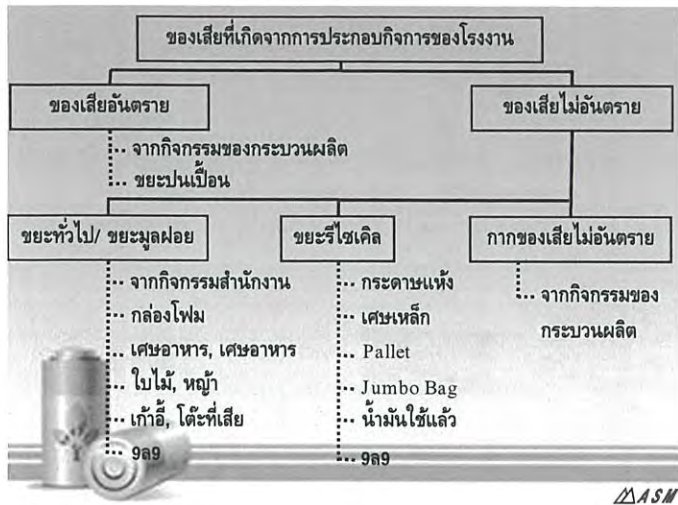 ของเสียที่เกิดจากการประกอบกิจการของโรงงาน
ของเสียอันตราย
ของเสียไม่อันตราย
จากกิจกรรมของกระบวนผลิต
ขยะปนเปื้อน
ขยะทั่วไป/ ขยะมูลฝอย
ขยะรีไซเคิล
กากของเสียไม่อันตราย
จากกิจกรรมสำนักงาน
กล่องโฟม
เศษอาหาร, เศษอาหาร
ใบไม้, หญ้า
เก้าอี้, โต๊ะที่เสีย
9ล9
กระดาษแห้ง
เศษเหล็ก
Pallet
Jumbo Bag
น้ำมันใช้แล้ว
9ล9
จากกิจกรรมของ
กระบวนผลิต
ASM